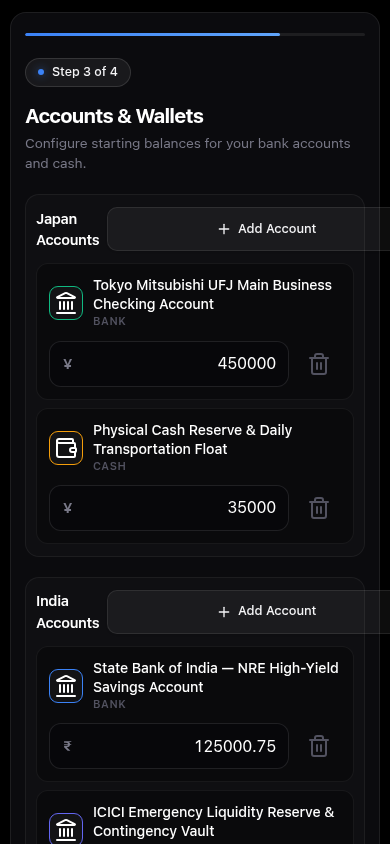 Step 3 of 4
Accounts & Wallets
Configure starting balances for your bank accounts
and cash.
Japan
Accounts
+ Add Account
Tokyo Mitsubishi UFJ Main Business
Checking Account
BANK
¥ 450000
Physical Cash Reserve & Daily
Transportation Float
CASH
¥ 35000
India
Accounts
+ Add Account
State Bank of India — NRE High-Yield
Savings Account
BANK
₹ 125000.75
ICICI Emergency Liquidity Reserve &
Contingency Vault